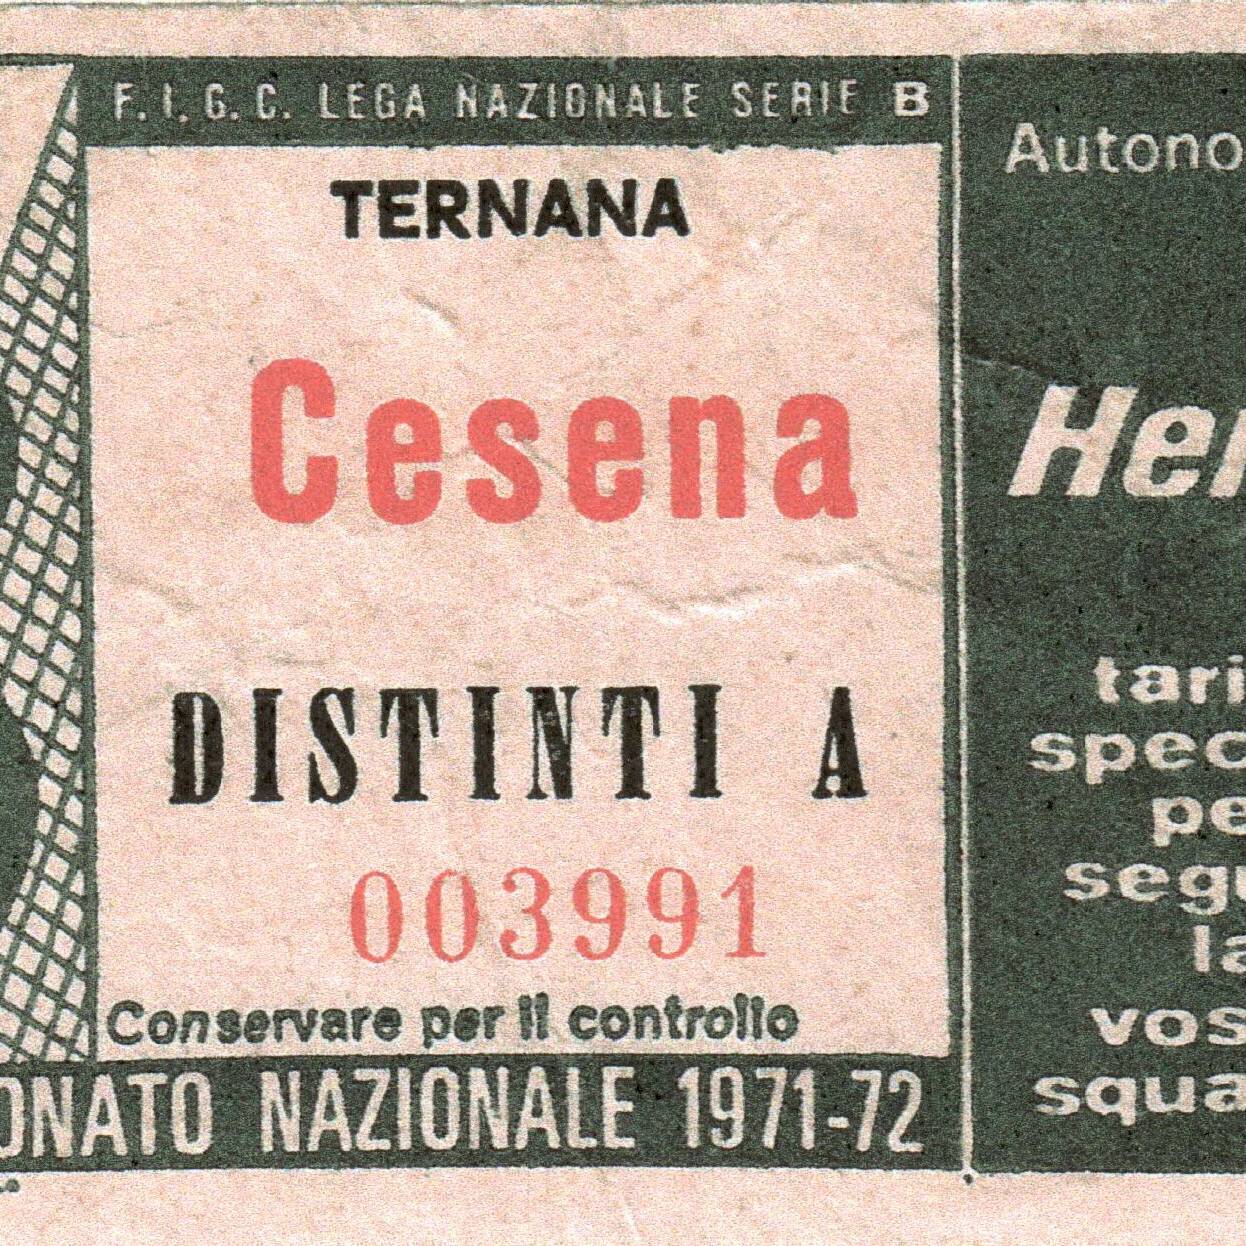 F.I.G.C. LEGA NAZIONALE SERIE B
TERNANA
Cesena
DISTINTI A
003991
Conservare per il controllo
ONATO NAZIONALE 1971-72
Autono
Her
tari
spec
pe
segu
la
vos
squa